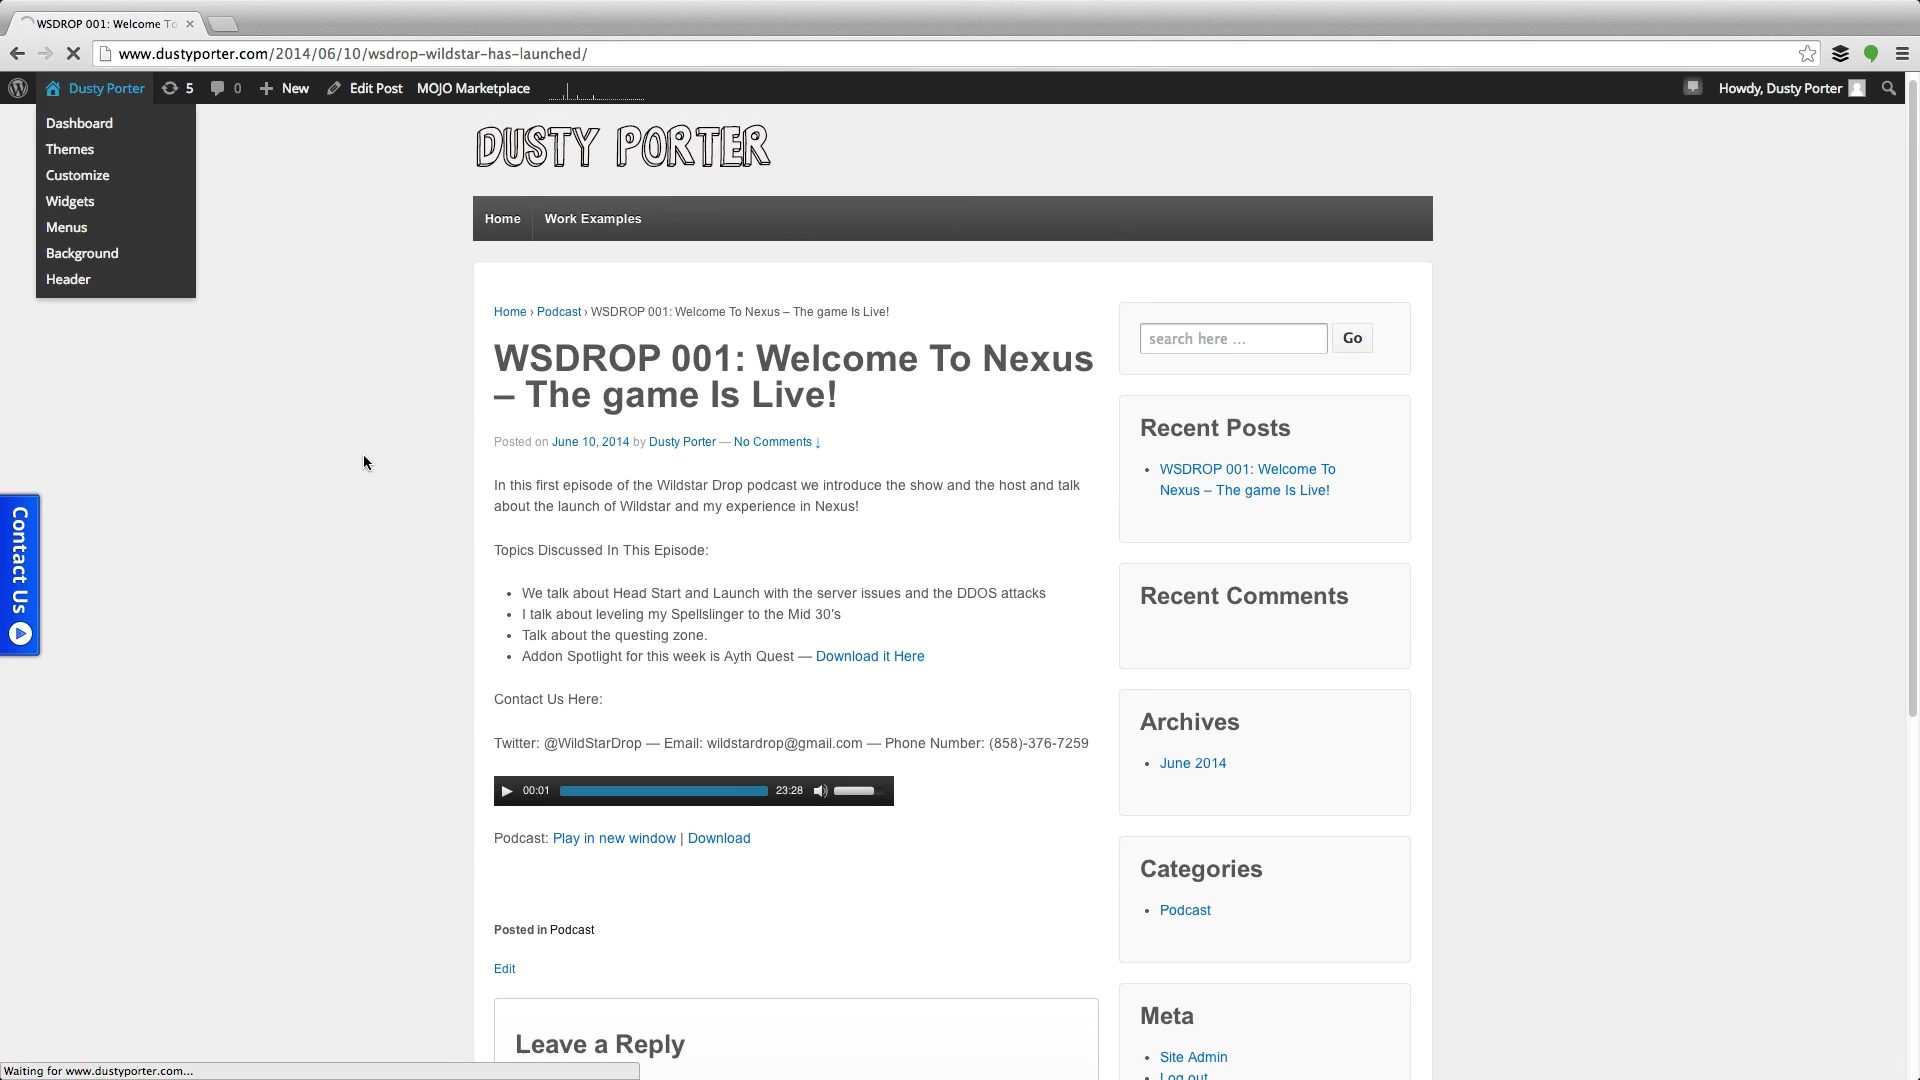 WSDROP 001: Welcome To
www.dustyporter.com/2014/06/10/wsdrop-wildstar-has-launched/
Dusty Porter 5 0 New Edit Post MOJO Marketplace Howdy, Dusty Porter
Dashboard
Themes
Customize
Widgets
Menus
Background
Header
DUSTY PORTER
Home Work Examples
Home › Podcast › WSDROP 001: Welcome To Nexus – The game Is Live!
WSDROP 001: Welcome To Nexus
– The game Is Live!
Posted on June 10, 2014 by Dusty Porter — No Comments ↓
In this first episode of the Wildstar Drop podcast we introduce the show and the host and talk
about the launch of Wildstar and my experience in Nexus!
Topics Discussed In This Episode:
• We talk about Head Start and Launch with the server issues and the DDOS attacks
• I talk about leveling my Spellslinger to the Mid 30's
• Talk about the questing zone.
• Addon Spotlight for this week is Ayth Quest — Download it Here
Contact Us Here:
Twitter: @WildStarDrop — Email: wildstardrop@gmail.com — Phone Number: (858)-376-7259
00:01 23:28
Podcast: Play in new window | Download
Posted in Podcast
Edit
Leave a Reply
search here ... Go
Recent Posts
• WSDROP 001: Welcome To
Nexus – The game Is Live!
Recent Comments
Archives
• June 2014
Categories
• Podcast
Meta
• Site Admin
• Log out
Contact Us
Waiting for www.dustyporter.com...